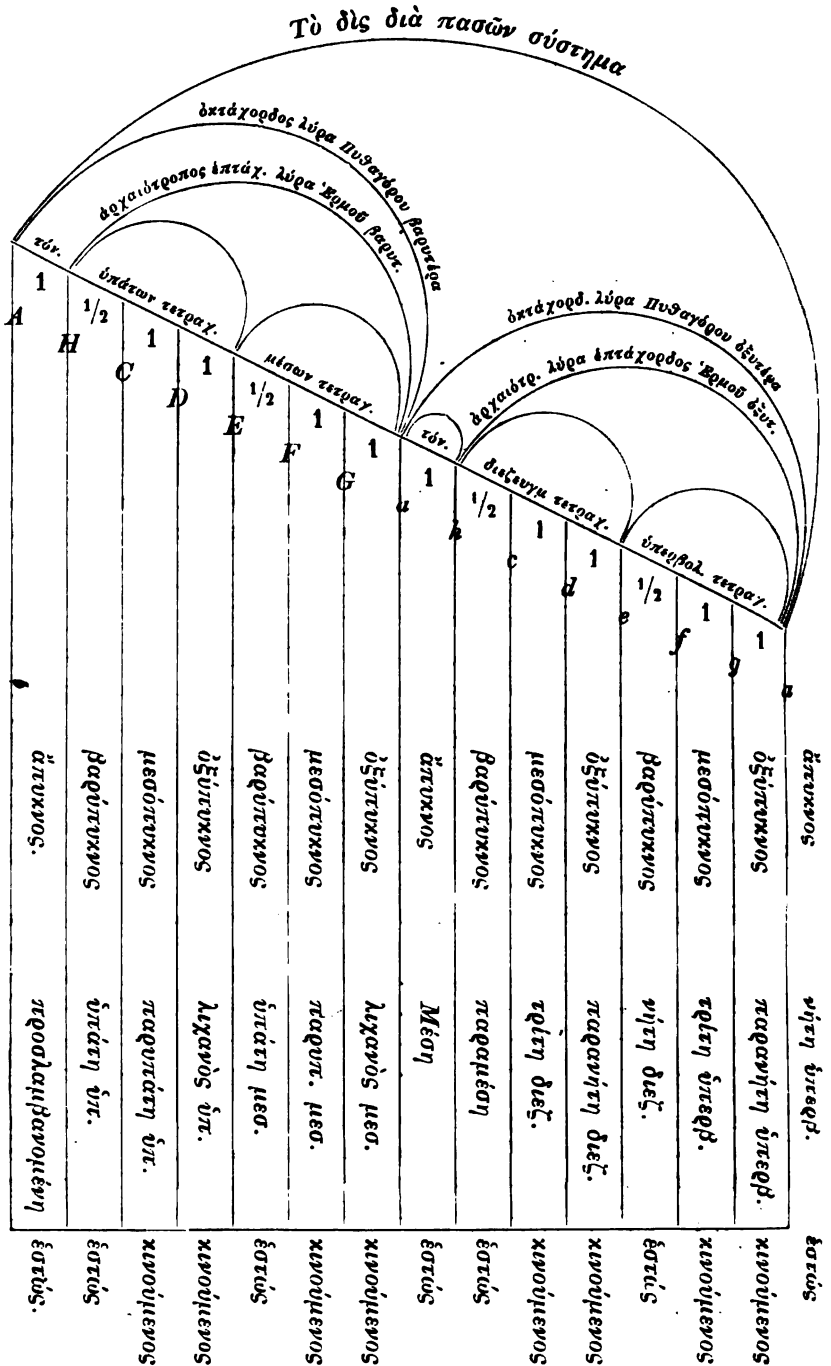 Τὸ δὶς διὰ πασῶν σύστημα
ὀκτάχορδος λύρα Πυθαγόρου βαρυτέρα
ἀρχαιότροπος ἑπτάχ. λύρα Ἑρμοῦ βαρυτ.
ὀκτάχορδ. λύρα Πυθαγόρου ὀξυτέρα
ἀρχαιότρ. λύρα ἑπτάχορδος Ἑρμοῦ ὀξυτ.
τόν.
ὑπάτων τετραχ.
μέσων τετραχ.
τόν.
διεζευγμ τετραχ.
ὑπερβολ τετραχ.
1 1/2 1 1 1/2 1 1 1 1/2 1 1 1/2 1 1
A H C D E F G a h c d e f g a
ἄπυκνος.
βαρύπυκνος
μεσόπυκνος
ὀξύπυκνος
βαρύπυκνος
μεσόπυκνος
ὀξύπυκνος
ἄπυκνος
βαρύπυκνος
μεσόπυκνος
ὀξύπυκνος
βαρύπυκνος
μεσόπυκνος
ὀξύπυκνος
ἄπυκνος
προσλαμβανομένη
ὑπάτη ὑπ.
παρυπάτη ὑπ.
λιχανὸς ὑπ.
ὑπάτη μεσ.
παρυπ. μεσ.
λιχανὸς μεσ.
Μέση
παραμέση
τρίτη διεζ.
παρανήτη διεζ.
νήτη διεζ.
τρίτη ὑπερβ.
παρανήτη ὑπερβ.
νήτη ὑπερβ.
ἑστώς.
ἑστώς
κινούμενος
κινούμενος
ἑστώς
κινούμενος
κινούμενος
ἑστώς
ἑστώς
κινούμενος
κινούμενος
ἑστώς
κινούμενος
κινούμενος
ἑστώς